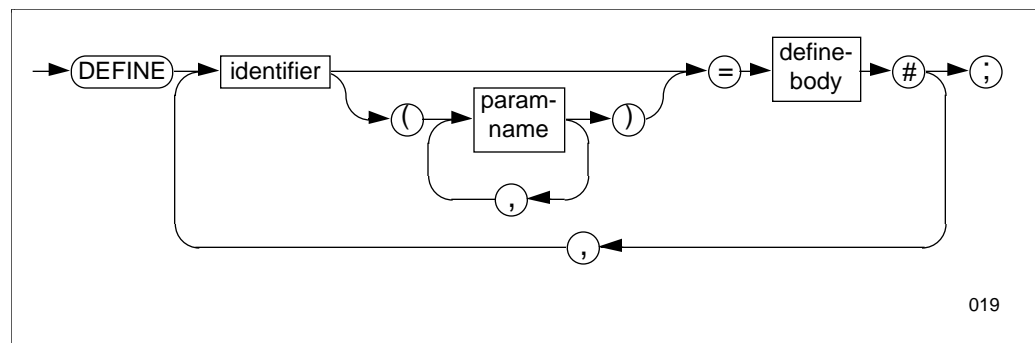 DEFINE identifier = define-
body # ;
( param-
name )
,
,
019